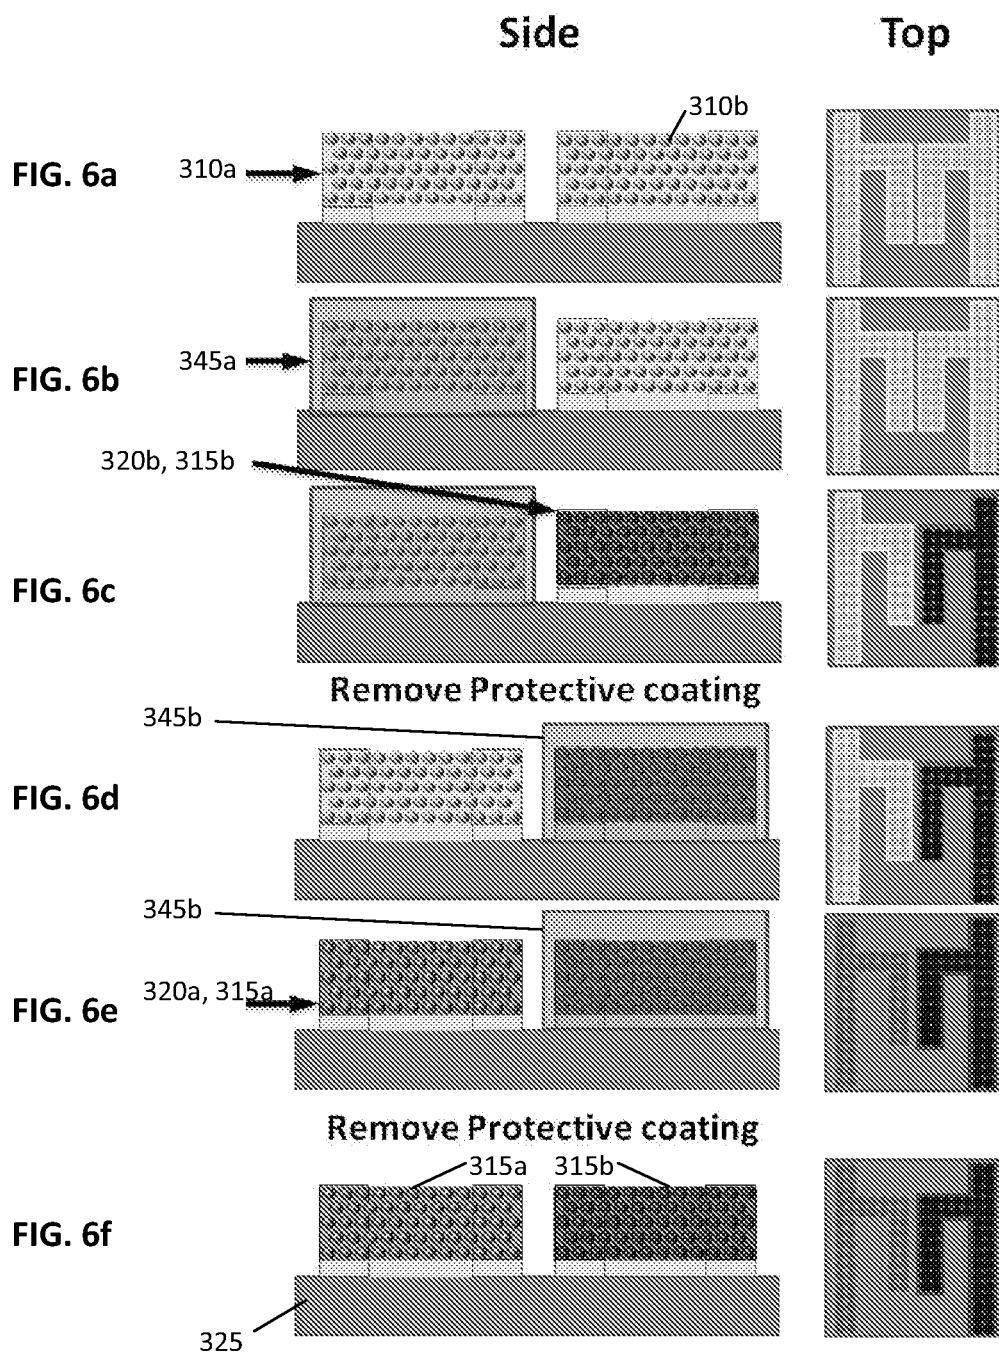 Side Top
310b
FIG. 6a 310a
FIG. 6b 345a
320b, 315b
FIG. 6c
Remove Protective coating
345b
FIG. 6d
345b
320a, 315a
FIG. 6e
Remove Protective coating
315a 315b
FIG. 6f
325